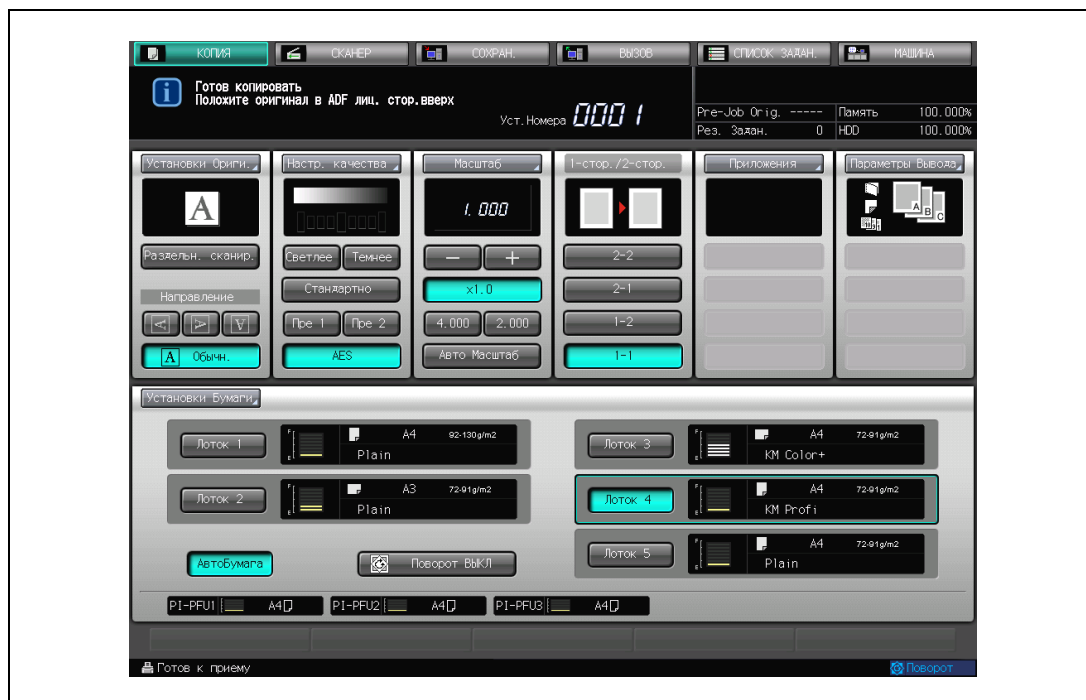 КОПИЯ
СКАНЕР
СОХРАН.
ВЫЗОВ
СПИСОК ЗАДАН.
МАШИНА
Готов копировать
Положите оригинал в ADF лиц. стор.вверх
Уст. Номера 0001
Pre-Job Orig. -----
Память 100.000%
Рез. Задан. 0
HDD 100.000%
Установки Ориги.
Настр. качества
Масштаб
1-стор./2-стор.
Приложения
Параметры Вывода
A
1.000
A B C
Раздельн. сканир.
Светлее
Темнее
− +
2-2
Направление
Стандартно
×1.0
2-1
A A A
Пре 1
Пре 2
4.000
2.000
1-2
A Обычн.
AES
Авто Масштаб
1-1
Установки Бумаги
Лоток 1
F
E
A4 92-130g/m2
Plain
Лоток 2
F
E
A3 72-91g/m2
Plain
Лоток 3
F
E
A4 72-91g/m2
KM Color+
Лоток 4
F
E
A4 72-91g/m2
KM Profi
Лоток 5
F
E
A4 72-91g/m2
Plain
АвтоБумага
Поворот ВЫКЛ
PI-PFU1 A4
PI-PFU2 A4
PI-PFU3 A4
Готов к приему
Поворот